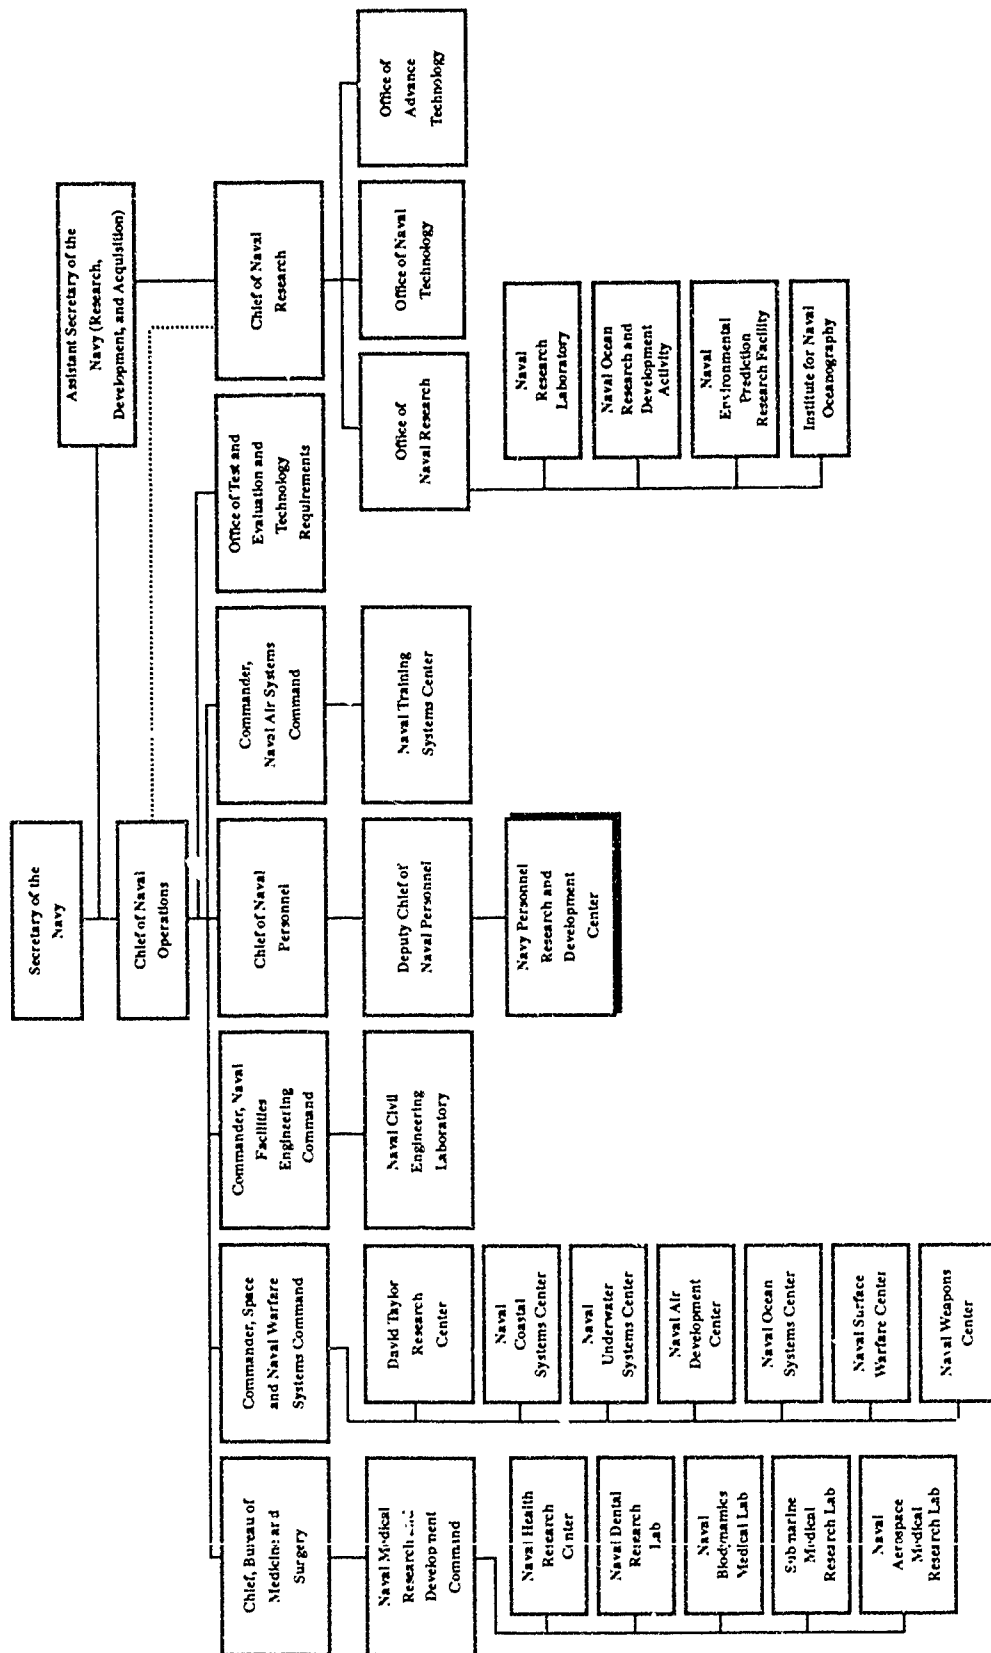 Secretary of the
Navy
Assistant Secretary of the
Navy (Research,
Development, and Acquisition)
Chief of Naval
Operations
Chief, Bureau of
Medicine and
Surgery
Commander, Space
and Naval Warfare
Systems Command
Commander, Naval
Facilities
Engineering
Command
Chief of Naval
Personnel
Commander,
Naval Air Systems
Command
Office of Test and
Evaluation and
Technology
Requirements
Chief of Naval
Research
Naval Medical
Research and
Development
Command
David Taylor
Research
Center
Naval Civil
Engineering
Laboratory
Deputy Chief of
Naval Personnel
Naval Training
Systems Center
Office of
Naval Research
Office of Naval
Technology
Office of
Advance
Technology
Naval Health
Research
Center
Naval Dental
Research
Lab
Naval
Biodynamics
Medical Lab
Submarine
Medical
Research Lab
Naval
Aerospace
Medical
Research Lab
Naval
Coastal
Systems Center
Naval
Underwater
Systems Center
Naval Air
Development
Center
Naval Ocean
Systems Center
Naval Surface
Warfare Center
Naval Weapons
Center
Navy Personnel
Research and
Development
Center
Naval
Research
Laboratory
Naval Ocean
Research and
Development
Activity
Naval
Environmental
Prediction
Research Facility
Institute for Naval
Oceanography